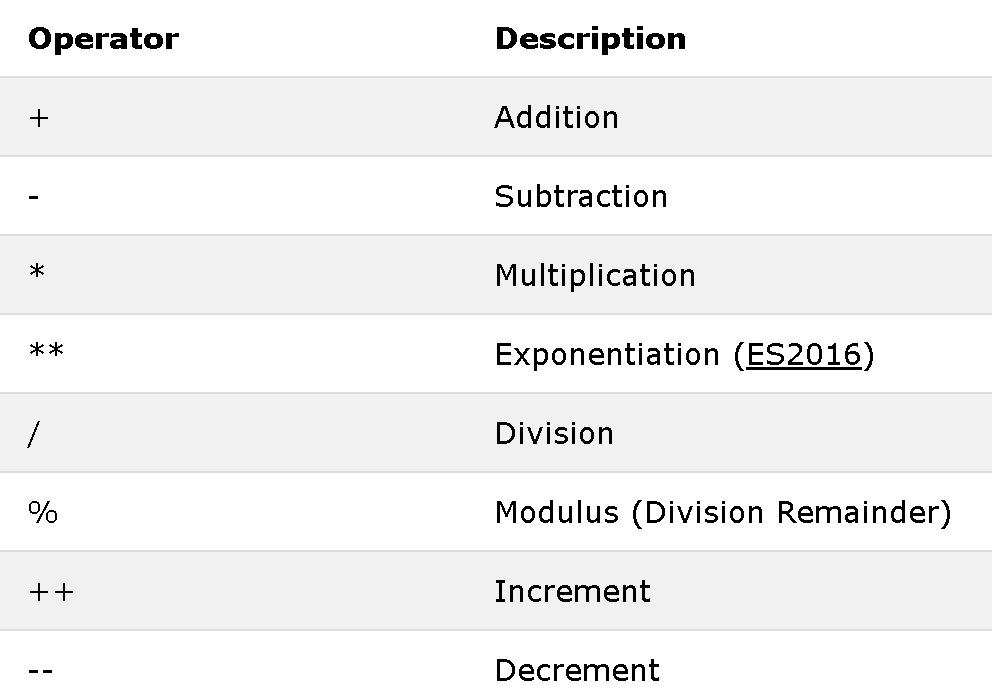 Operator Description
+ Addition
- Subtraction
* Multiplication
** Exponentiation (ES2016)
/ Division
% Modulus (Division Remainder)
++ Increment
-- Decrement